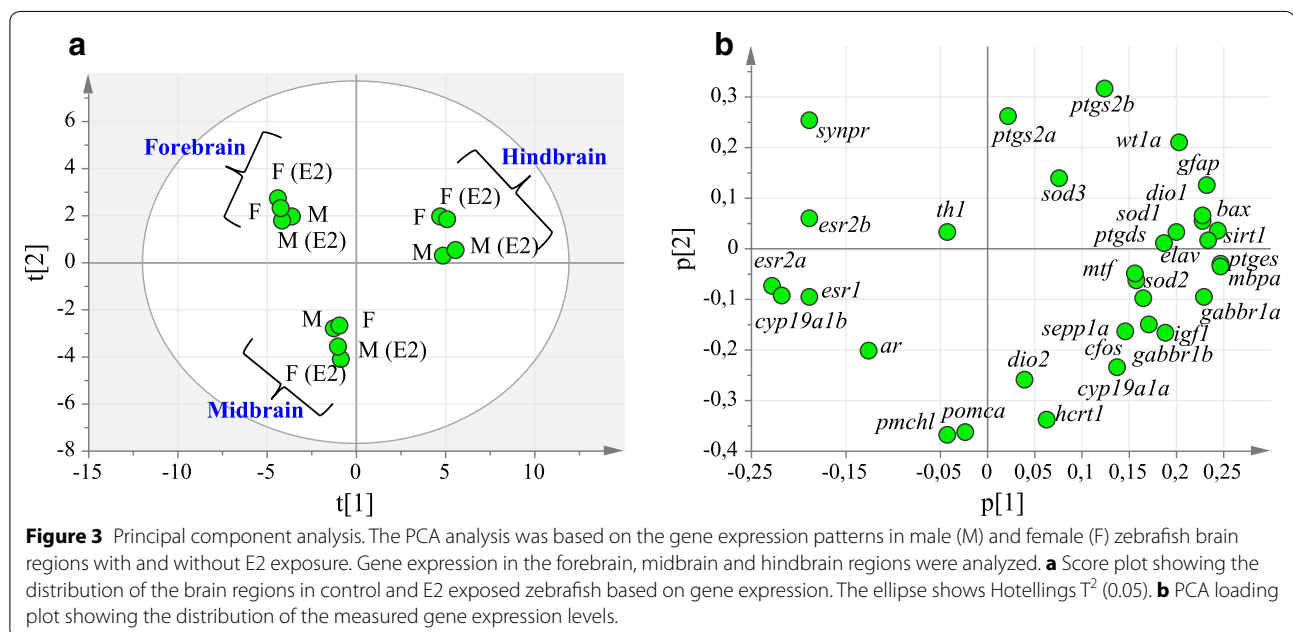 a
Forebrain
F (E2)
F
M
M (E2)
Hindbrain
F (E2)
F
M
M (E2)
M
F
M (E2)
F (E2)
Midbrain
6
4
2
0
-2
-4
-6
-8
-15
-10
-5
0
5
10
t[2]
t[1]
b
ptgs2b
synpr
ptgs2a
wt1a
gfap
sod3
dio1
esr2b
th1
sod1
bax
ptgds
sirt1
elav
esr2a
mtf
ptges
sod2
mbpa
cyp19a1b
esr1
gabbr1a
sepp1a
igf1
ar
cfos
gabbr1b
dio2
cyp19a1a
pmchl
pomca
hcrt1
0,3
0,2
0,1
0
-0,1
-0,2
-0,3
-0,4
-0,25
-0,15
-0,05
0
0,05
0,1
0,15
0,2
0,25
p[2]
p[1]
Figure 3 Principal component analysis. The PCA analysis was based on the gene expression patterns in male (M) and female (F) zebrafish brain
regions with and without E2 exposure. Gene expression in the forebrain, midbrain and hindbrain regions were analyzed. a Score plot showing the
distribution of the brain regions in control and E2 exposed zebrafish based on gene expression. The ellipse shows Hotellings T² (0.05). b PCA loading
plot showing the distribution of the measured gene expression levels.